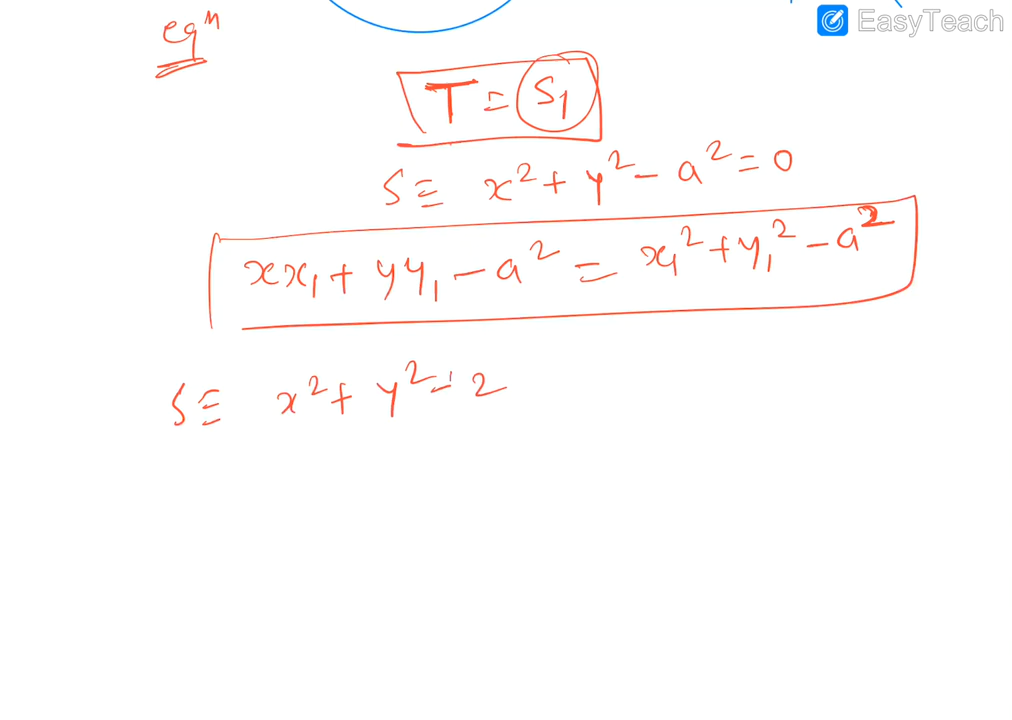 EasyTeach
eqⁿ
T = S₁
S ≡ x² + y² - a² = 0
xx₁ + yy₁ - a² = x₁² + y₁² - a²
S ≡ x² + y² - 2